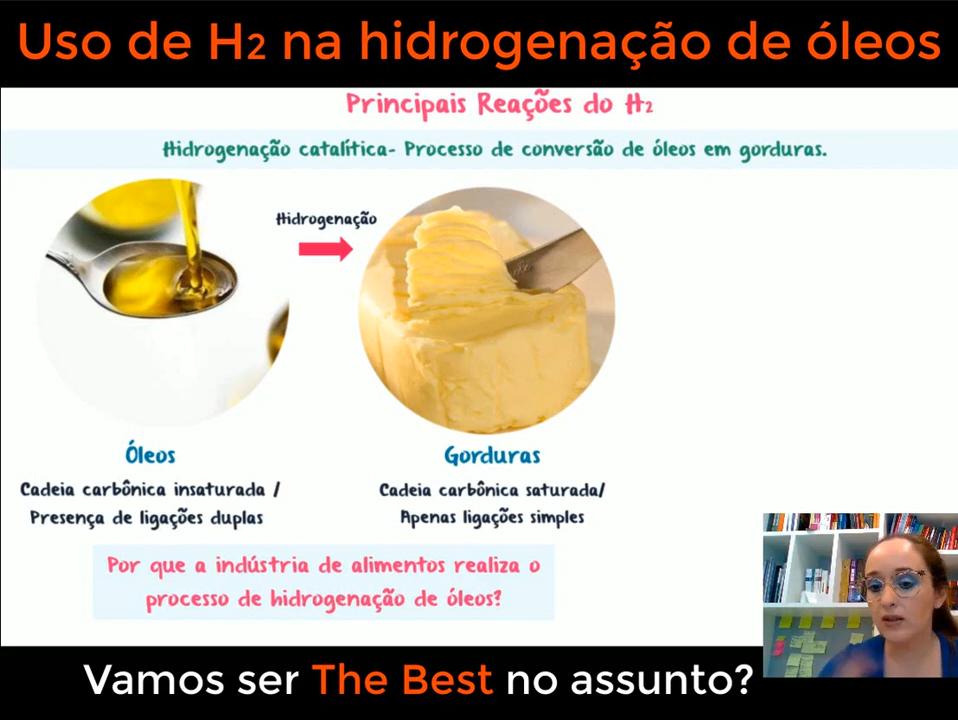 Uso de H2 na hidrogenação de óleos
Principais Reações do H2
Hidrogenação catalítica- Processo de conversão de óleos em gorduras.
Hidrogenação
Óleos
Cadeia carbônica insaturada /
Presença de ligações duplas
Gorduras
Cadeia carbônica saturada/
Apenas ligações simples
Por que a indústria de alimentos realiza o
processo de hidrogenação de óleos?
Vamos ser The Best no assunto?